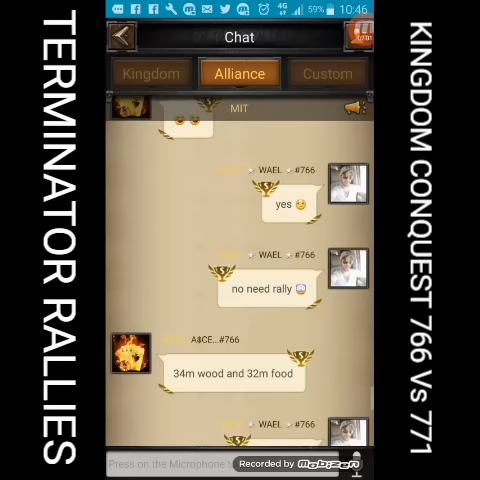 TERMINATOR RALLIES
4G
59%
10:46
Chat
Kingdom
Alliance
Custom
MIT
WAEL #766
yes
WAEL #766
no need rally
A$CE...#766
34m wood and 32m food
WAEL #766
Press on the Microphone t
Recorded by Mobizen
KINGDOM CONQUEST 766 Vs 771